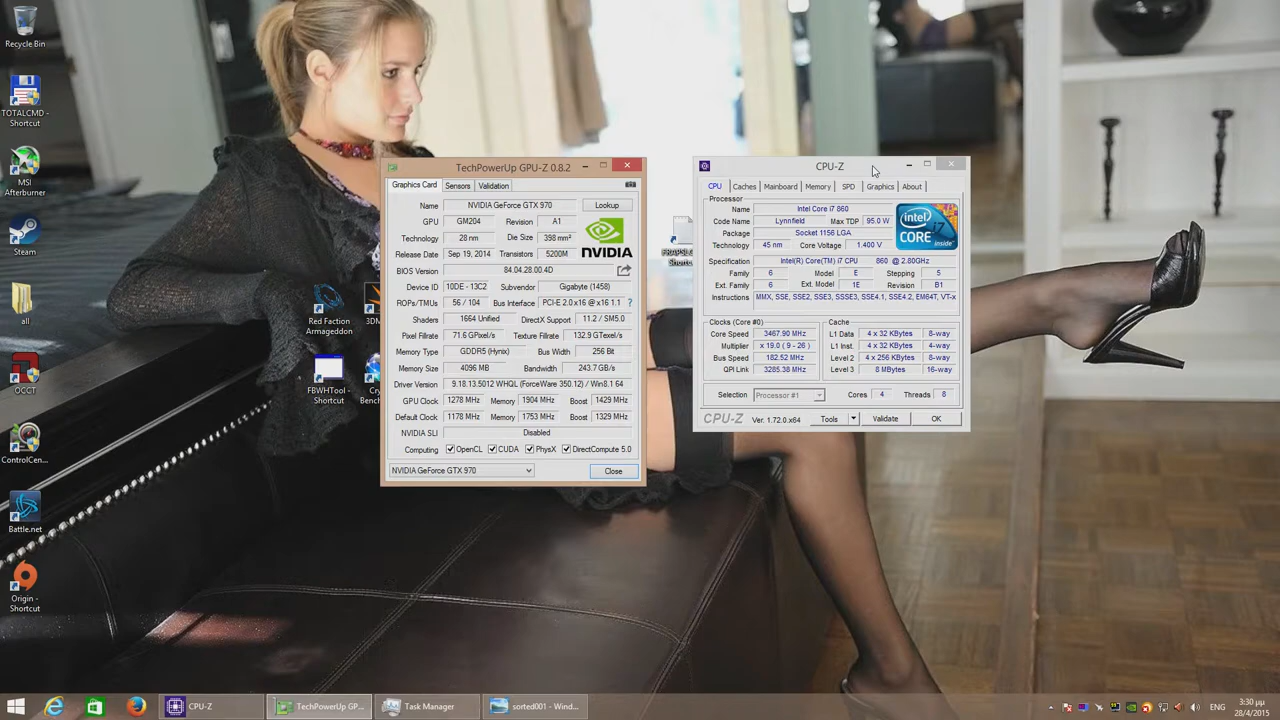 Recycle Bin
TOTALCMD -
Shortcut
MSI
Afterburner
Steam
all
OCCT
ControlCen...
Battle.net
Origin -
Shortcut
Red Faction
Armageddon
FBWHTool -
Shortcut
TechPowerUp GPU-Z 0.8.2
Graphics Card Sensors Validation
Name NVIDIA GeForce GTX 970 Lookup
GPU GM204 Revision A1
Technology 28 nm Die Size 398 mm²
Release Date Sep 19, 2014 Transistors 5200M
NVIDIA
BIOS Version 84.04.28.00.4D
Device ID 10DE - 13C2 Subvendor Gigabyte (1458)
ROPs/TMUs 56 / 104 Bus Interface PCI-E 2.0 x16 @ x16 1.1 ?
Shaders 1664 Unified DirectX Support 11.2 / SM5.0
Pixel Fillrate 71.6 GPixel/s Texture Fillrate 132.9 GTexel/s
Memory Type GDDR5 (Hynix) Bus Width 256 Bit
Memory Size 4096 MB Bandwidth 243.7 GB/s
Driver Version 9.18.13.5012 WHQL (ForceWare 350.12) / Win8.1 64
GPU Clock 1278 MHz Memory 1904 MHz Boost 1429 MHz
Default Clock 1178 MHz Memory 1753 MHz Boost 1329 MHz
NVIDIA SLI Disabled
Computing OpenCL CUDA PhysX DirectCompute 5.0
NVIDIA GeForce GTX 970 Close
CPU-Z
CPU Caches Mainboard Memory SPD Graphics About
Processor
Name Intel Core i7 860
Code Name Lynnfield Max TDP 95.0 W
Package Socket 1156 LGA
Technology 45 nm Core Voltage 1.400 V
intel
CORE i7
inside
Specification Intel(R) Core(TM) i7 CPU 860 @ 2.80GHz
Family 6 Model E Stepping 5
Ext. Family 6 Ext. Model 1E Revision B1
Instructions MMX, SSE, SSE2, SSE3, SSSE3, SSE4.1, SSE4.2, EM64T, VT-x
Clocks (Core #0) Cache
Core Speed 3467.90 MHz L1 Data 4 x 32 KBytes 8-way
Multiplier x 19.0 ( 9 - 26 ) L1 Inst. 4 x 32 KBytes 4-way
Bus Speed 182.52 MHz Level 2 4 x 256 KBytes 8-way
QPI Link 3285.38 MHz Level 3 8 MBytes 16-way
Selection Processor #1 Cores 4 Threads 8
CPU-Z Ver. 1.72.0.x64 Tools Validate OK
CPU-Z TechPowerUp GP... Task Manager sorted001 - Wind...
ENG
3:30 μμ
28/4/2015